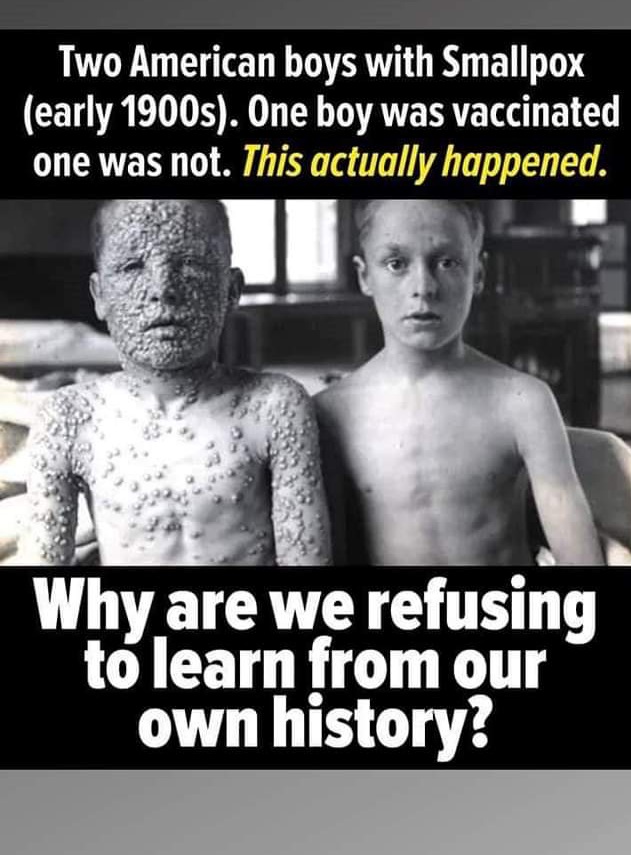 Two American boys with Smallpox
(early 1900s). One boy was vaccinated
one was not. This actually happened.
Why are we refusing
to learn from our
own history?